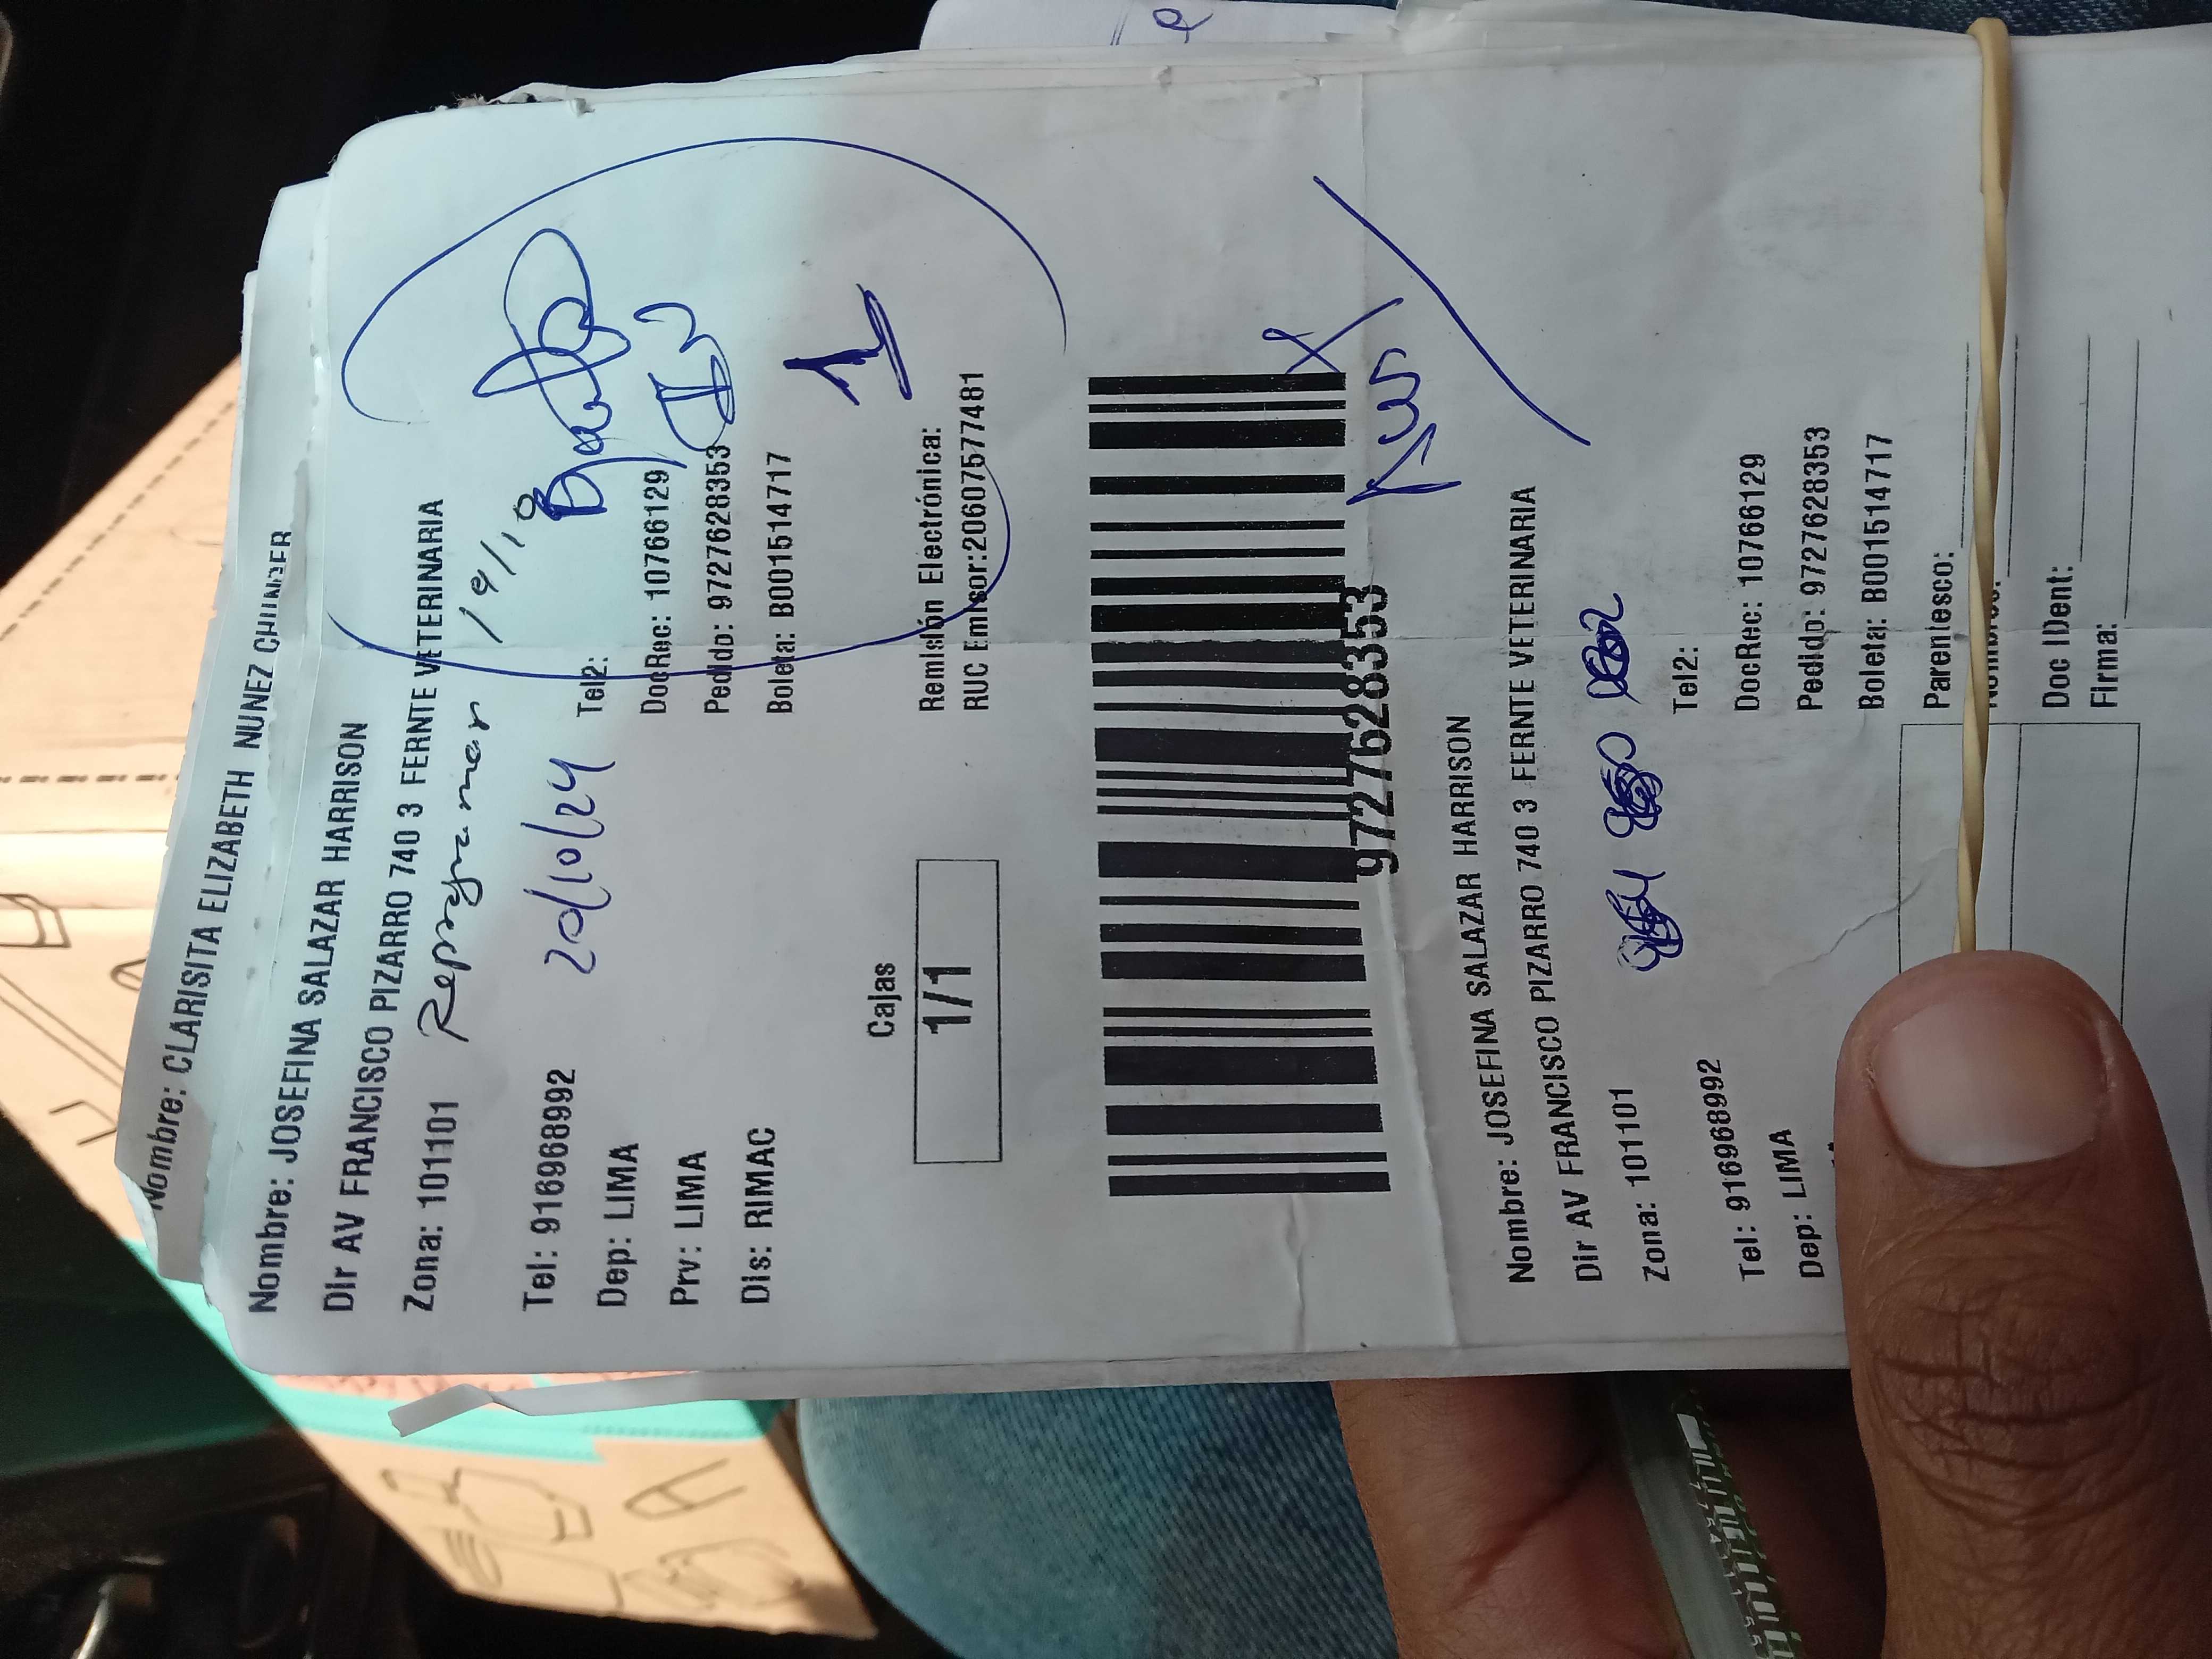 Nombre: CLARISITA ELIZABETH NUNEZ CHUNGER
Nombre: JOSEFINA SALAZAR HARRISON
Dir AV FRANCISCO PIZARRO 740 3 FERNTE VETERINARIA
Zona: 101101 Reprogramar 19/10
20/10/24
Tel: 916968992 Tel2:
Dep: LIMA DocRec: 10766129
Prv: LIMA Pedido: 9727628353
Dis: RIMAC Boleta: B001514717
1
Cajas
1/1
Remisión Electrónica:
RUC Emisor:20607577481
9727628353
Nombre: JOSEFINA SALAZAR HARRISON
Dir AV FRANCISCO PIZARRO 740 3 FERNTE VETERINARIA
Zona: 101101
Tel: 916968992 Tel2:
Dep: LIMA DocRec: 10766129
Pedido: 9727628353
Boleta: B001514717
Parentesco:
Doc IDent:
Firma: